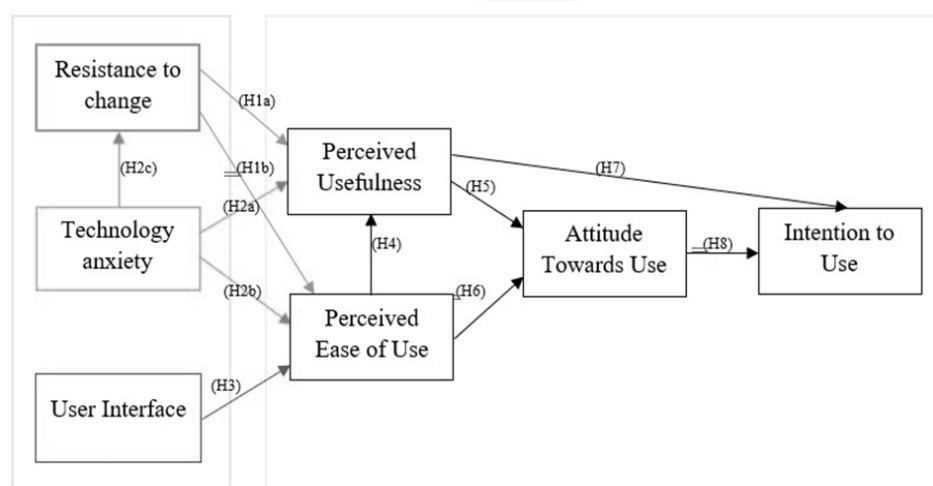 Resistance to
change
(H1a)
(H2c)
(H1b)
Perceived
Usefulness
(H7)
(H5)
(H2a)
Technology
anxiety
Attitude
Towards Use
(H8)
Intention to
Use
(H4)
(H2b)
(H6)
Perceived
Ease of Use
(H3)
User Interface